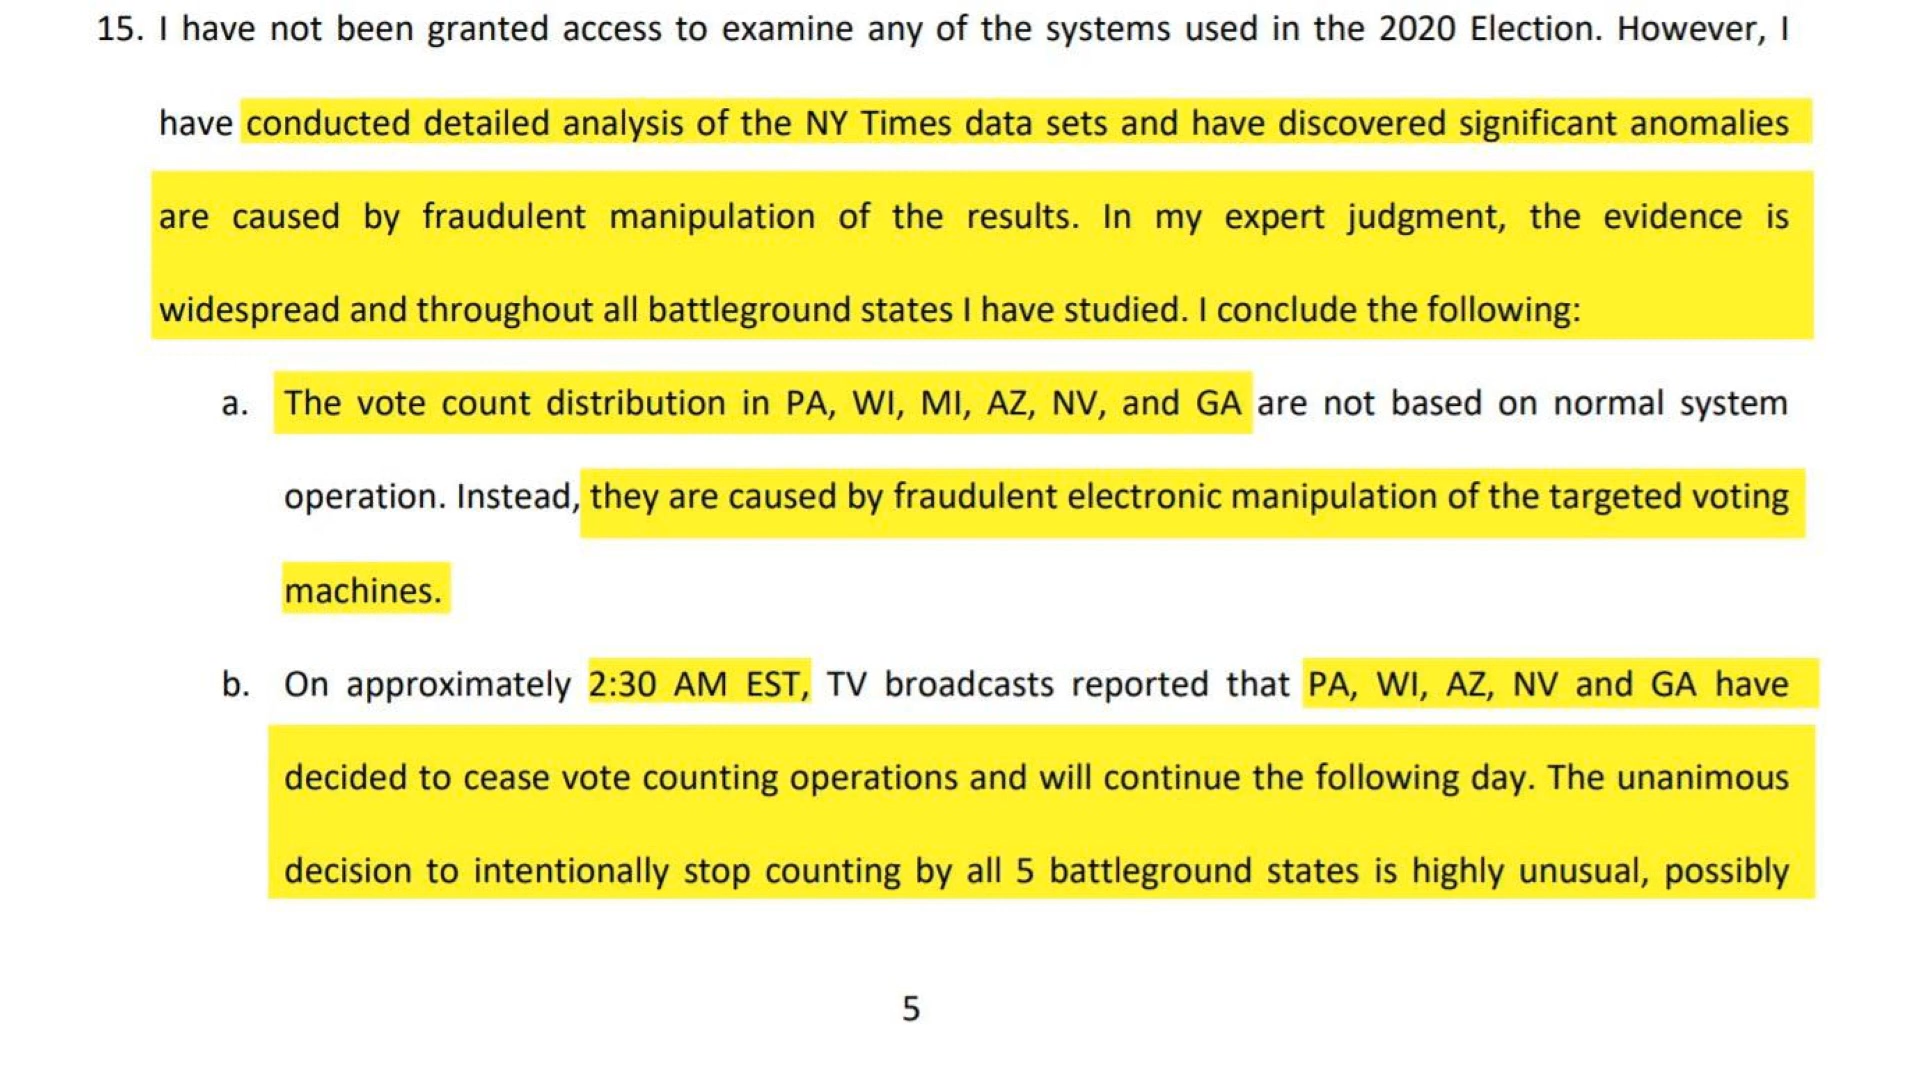 15. I have not been granted access to examine any of the systems used in the 2020 Election. However, I
have conducted detailed analysis of the NY Times data sets and have discovered significant anomalies
are caused by fraudulent manipulation of the results. In my expert judgment, the evidence is
widespread and throughout all battleground states I have studied. I conclude the following:
a. The vote count distribution in PA, WI, MI, AZ, NV, and GA are not based on normal system
operation. Instead, they are caused by fraudulent electronic manipulation of the targeted voting
machines.
b. On approximately 2:30 AM EST, TV broadcasts reported that PA, WI, AZ, NV and GA have
decided to cease vote counting operations and will continue the following day. The unanimous
decision to intentionally stop counting by all 5 battleground states is highly unusual, possibly
5